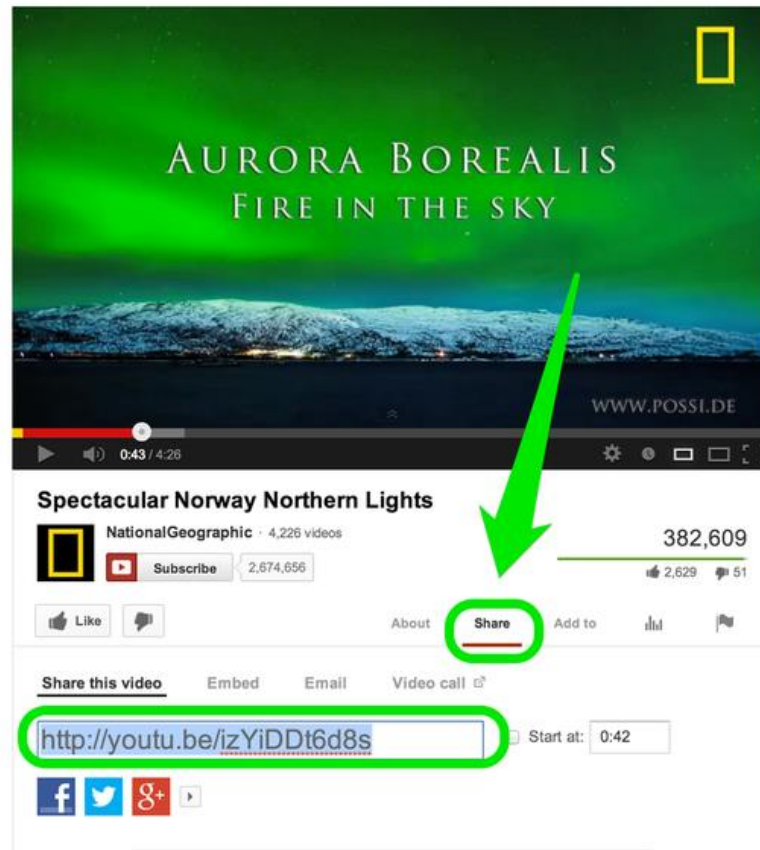 AURORA BOREALIS
FIRE IN THE SKY
WWW.POSSI.DE
0:43 / 4:26
Spectacular Norway Northern Lights
NationalGeographic · 4,226 videos
382,609
Subscribe 2,674,656
2,629 51
Like About Share Add to
Share this video Embed Email Video call
http://youtu.be/izYiDDt6d8s Start at: 0:42
f 8+